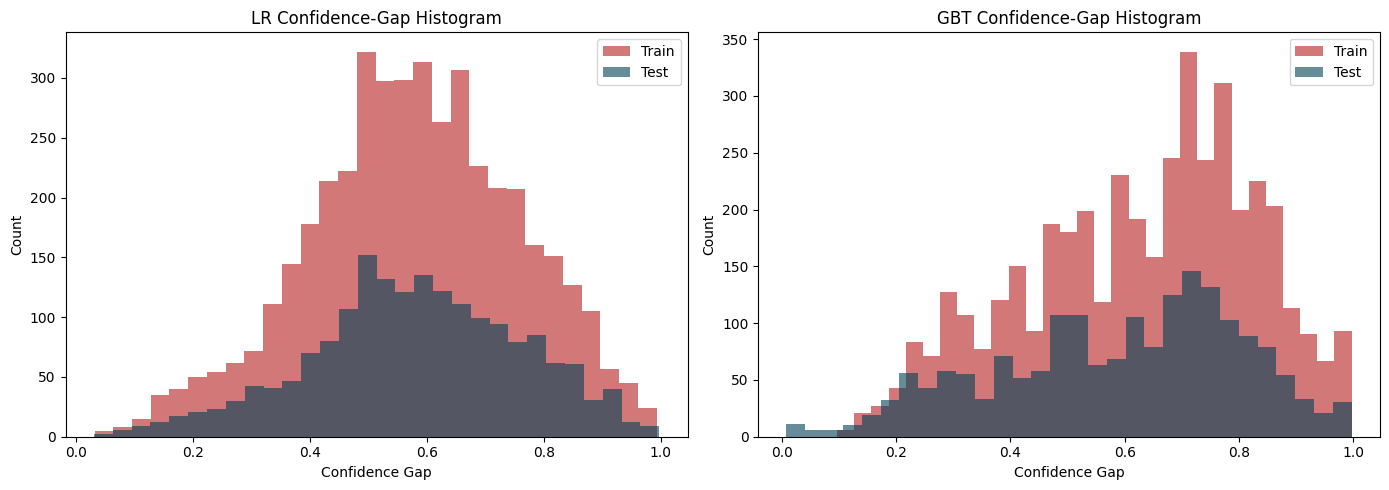 LR Confidence-Gap Histogram
Train
Test
Count
300
250
200
150
100
50
0
0.0 0.2 0.4 0.6 0.8 1.0
Confidence Gap
GBT Confidence-Gap Histogram
Train
Test
Count
350
300
250
200
150
100
50
0
0.0 0.2 0.4 0.6 0.8 1.0
Confidence Gap